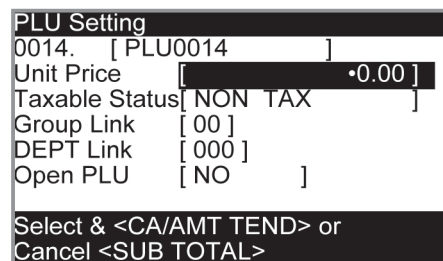 PLU Setting
0014. [ PLU0014 ]
Unit Price [ •0.00 ]
Taxable Status[ NON TAX ]
Group Link [ 00 ]
DEPT Link [ 000 ]
Open PLU [ NO ]
Select & <CA/AMT TEND> or
Cancel <SUB TOTAL>